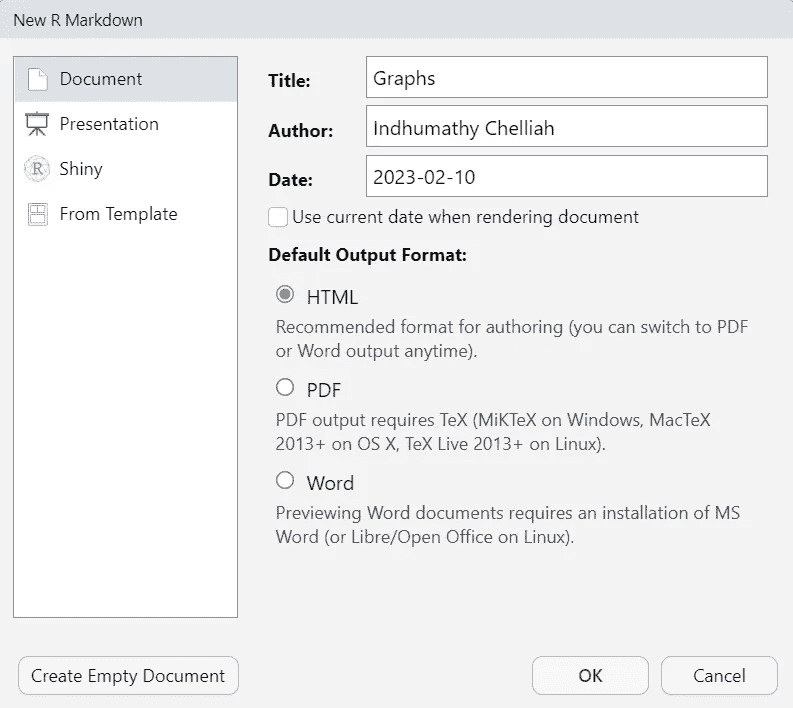 New R Markdown
Document
Presentation
Shiny
From Template
Title:
Graphs
Author:
Indhumathy Chelliah
Date:
2023-02-10
Use current date when rendering document
Default Output Format:
HTML
Recommended format for authoring (you can switch to PDF
or Word output anytime).
PDF
PDF output requires TeX (MiKTeX on Windows, MacTeX
2013+ on OS X, TeX Live 2013+ on Linux).
Word
Previewing Word documents requires an installation of MS
Word (or Libre/Open Office on Linux).
Create Empty Document
OK
Cancel